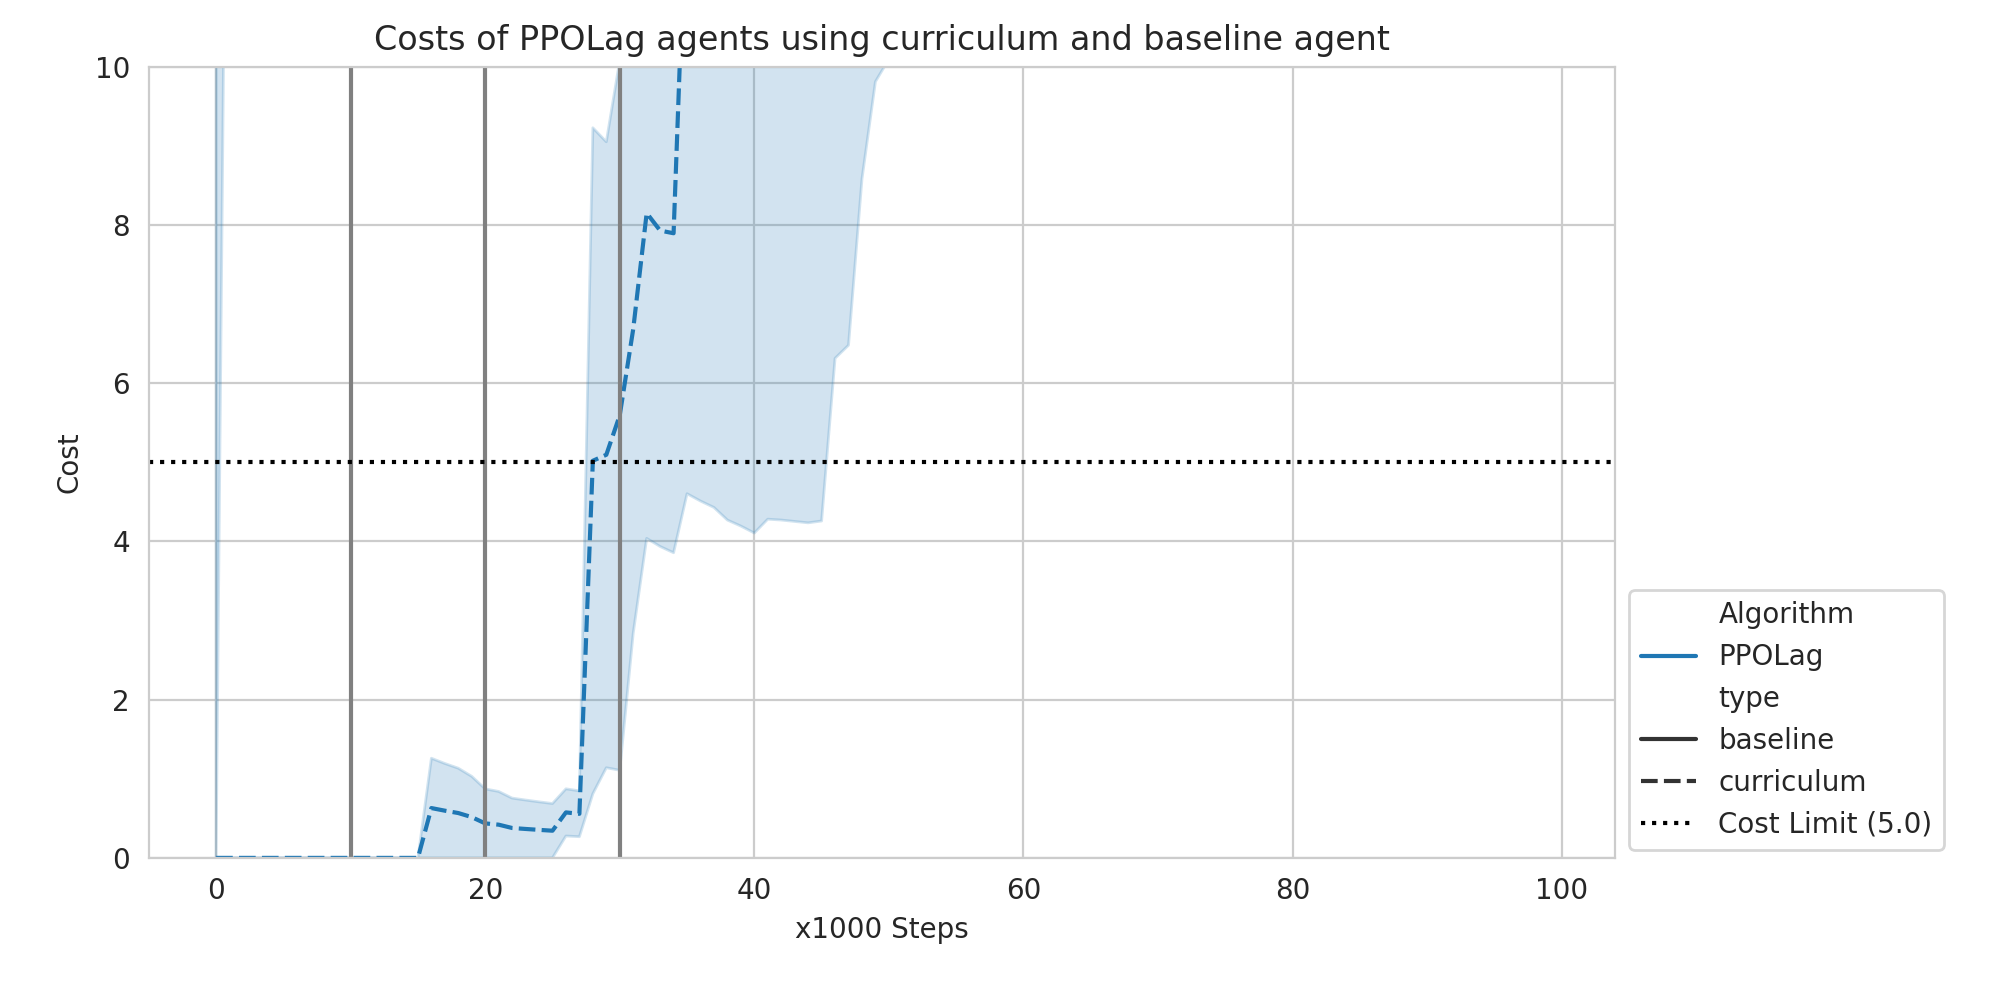 Costs of PPOLag agents using curriculum and baseline agent
10
8
6
4
2
0
Cost
0 20 40 60 80 100
x1000 Steps
Algorithm
PPOLag
type
baseline
curriculum
Cost Limit (5.0)